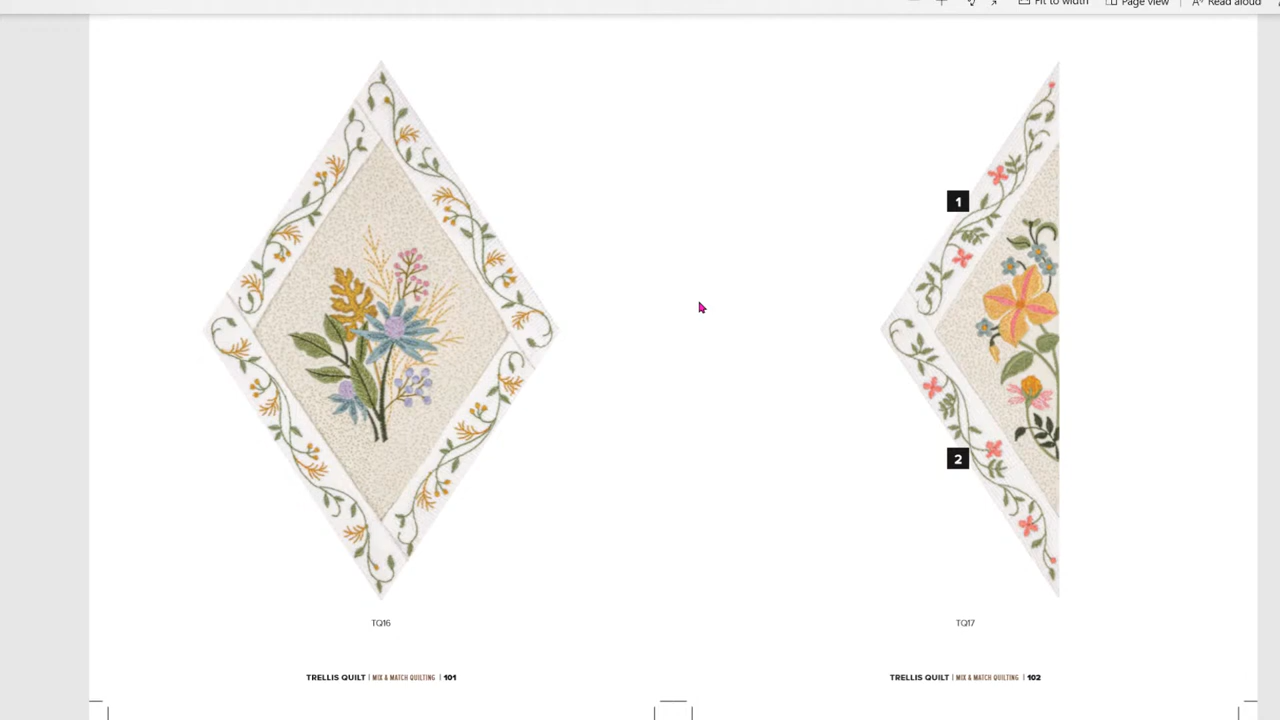 Fit to width
Page view
Read aloud
1
2
TQ16
TQ17
TRELLIS QUILT | MIX & MATCH QUILTING | 101
TRELLIS QUILT | MIX & MATCH QUILTING | 102